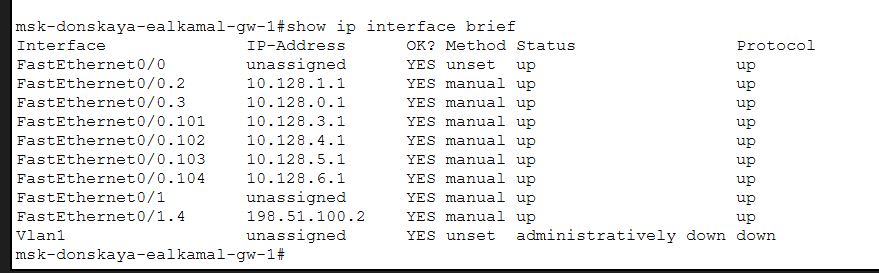 msk-donskaya-ealkamal-gw-1#show ip interface brief
Interface IP-Address OK? Method Status Protocol
FastEthernet0/0 unassigned YES unset up up
FastEthernet0/0.2 10.128.1.1 YES manual up up
FastEthernet0/0.3 10.128.0.1 YES manual up up
FastEthernet0/0.101 10.128.3.1 YES manual up up
FastEthernet0/0.102 10.128.4.1 YES manual up up
FastEthernet0/0.103 10.128.5.1 YES manual up up
FastEthernet0/0.104 10.128.6.1 YES manual up up
FastEthernet0/1 unassigned YES manual up up
FastEthernet0/1.4 198.51.100.2 YES manual up up
Vlan1 unassigned YES unset administratively down down
msk-donskaya-ealkamal-gw-1#